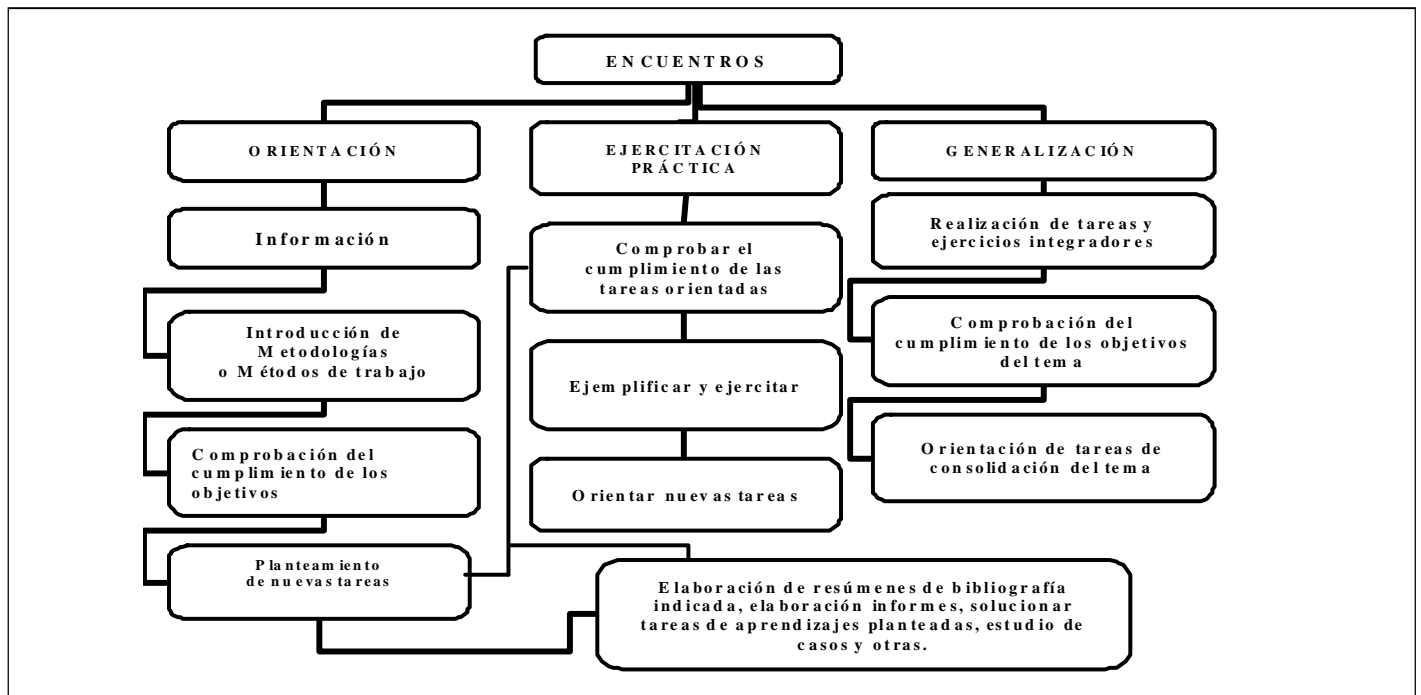 ENCUENTROS
ORIENTACIÓN
Información
Introducción de
Metodologías
o Métodos de trabajo
Comprobación del
cumplimiento de los
objetivos
Planteamiento
de nuevas tareas
EJERCITACIÓN
PRÁCTICA
Comprobar el
cumplimiento de las
tareas orientadas
Ejemplificar y ejercitar
Orientar nuevas tareas
GENERALIZACIÓN
Realización de tareas y
ejercicios integradores
Comprobación del
cumplimiento de los objetivos
del tema
Orientación de tareas de
consolidación del tema
Elaboración de resúmenes de bibliografía
indicada, elaboración informes, solucionar
tareas de aprendizajes planteadas, estudio de
casos y otras.